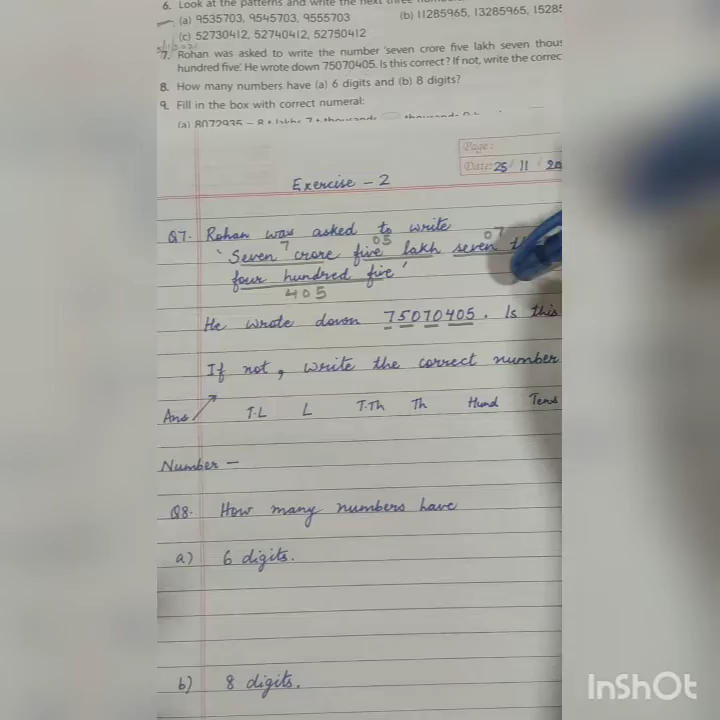 6. Look at the patterns and write the next three
(a) 9535703, 9545703, 9555703 (b) 11285965, 13285965, 15285
(c) 52730412, 52740412, 52750412
7. Rohan was asked to write the number 'seven crore five lakh seven thous
hundred five'. He wrote down 75070405. Is this correct? If not, write the correc
8. How many numbers have (a) 6 digits and (b) 8 digits?
9. Fill in the box with correct numeral:
(a) 8072935 = 8 lakhs 7 thousands
Page:
Date: 25 11 20
Exercise - 2
Q7. Rohan was asked to write
7 05 07
'Seven crore five lakh seven
four hundred five'
405
He wrote down 75070405. Is this
If not, write the correct number
Ans T.L L T.Th Th Hund Tens
Number -
Q8. How many numbers have
a) 6 digits.
b) 8 digits.
InShOt